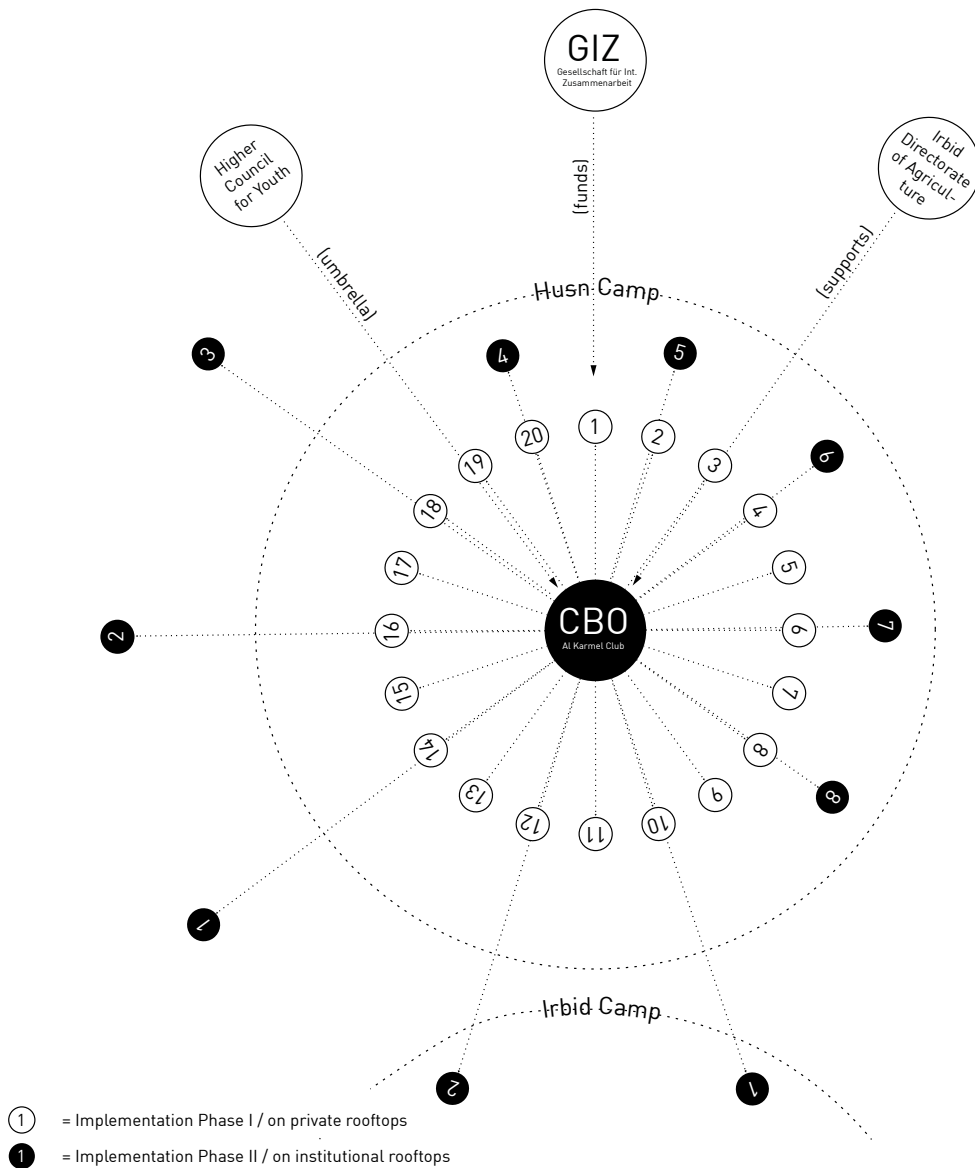 GIZ
Gesellschaft für Int.
Zusammenarbeit
Higher
Council
for Youth
Irbid
Directorate
of Agricul-
ture
(funds)
(umbrella)
(supports)
Husn Camp
3
4
5
6
7
8
2
1
1
2
3
4
5
6
7
8
9
10
11
12
13
14
15
16
17
18
19
20
CBO
Al Karmel Club
Irbid Camp
2
1
1
= Implementation Phase I / on private rooftops
1
= Implementation Phase II / on institutional rooftops